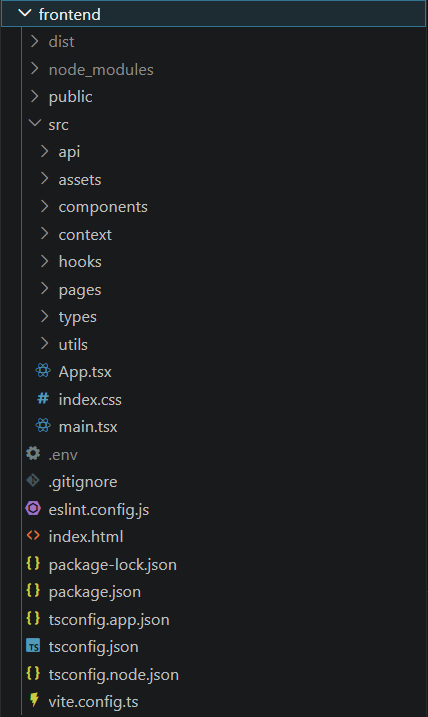 frontend
dist
node_modules
public
src
api
assets
components
context
hooks
pages
types
utils
App.tsx
# index.css
main.tsx
.env
.gitignore
eslint.config.js
<> index.html
{} package-lock.json
{} package.json
{} tsconfig.app.json
TS tsconfig.json
{} tsconfig.node.json
vite.config.ts